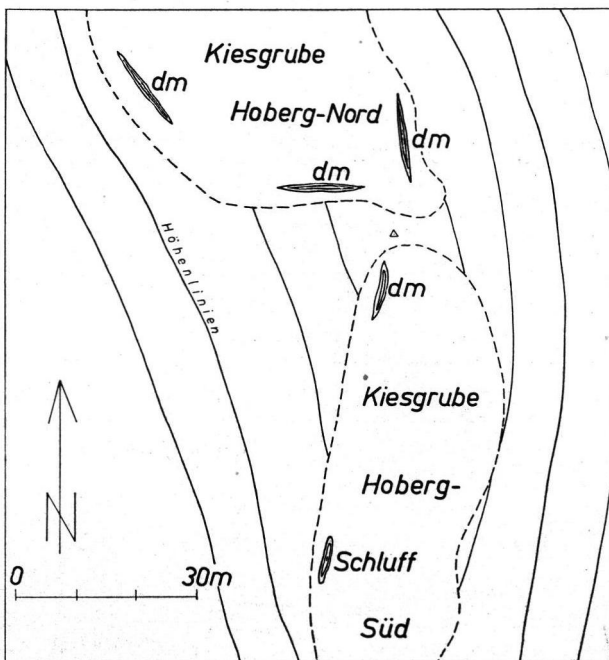 Kiesgrube
dm
Hoberg-Nord
dm
dm
Höhenlinien
dm
Kiesgrube
Hoberg-
N
Schluff
0 30m
Süd